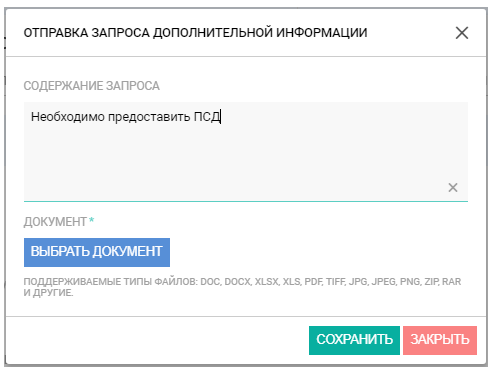 ОТПРАВКА ЗАПРОСА ДОПОЛНИТЕЛЬНОЙ ИНФОРМАЦИИ
СОДЕРЖАНИЕ ЗАПРОСА
Необходимо предоставить ПСД
ДОКУМЕНТ *
ВЫБРАТЬ ДОКУМЕНТ
ПОДДЕРЖИВАЕМЫЕ ТИПЫ ФАЙЛОВ: DOC, DOCX, XLSX, XLS, PDF, TIFF, JPG, JPEG, PNG, ZIP, RAR
И ДРУГИЕ.
СОХРАНИТЬ ЗАКРЫТЬ